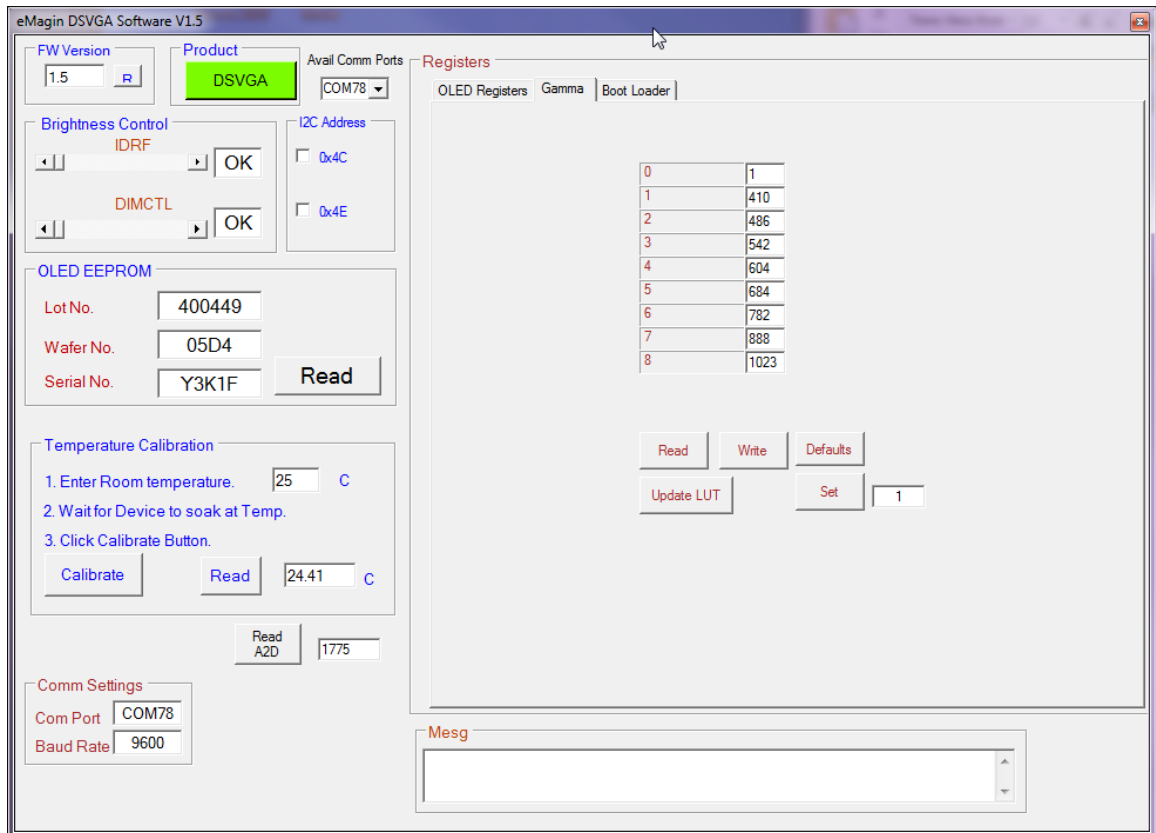 eMagin DSVGA Software V1.5
FW Version
1.5
R
Product
DSVGA
Avail Comm Ports
COM78
Brightness Control
IDRF
OK
DIMCTL
OK
I2C Address
0x4C
0x4E
OLED EEPROM
Lot No. 400449
Wafer No. 05D4
Serial No. Y3K1F
Read
Temperature Calibration
1. Enter Room temperature. 25 C
2. Wait for Device to soak at Temp.
3. Click Calibrate Button.
Calibrate Read 24.41 C
Read
A2D
1775
Comm Settings
Com Port COM78
Baud Rate 9600
Registers
OLED Registers Gamma Boot Loader
0 1
1 410
2 486
3 542
4 604
5 684
6 782
7 888
8 1023
Read Write Defaults
Update LUT Set 1
Mesg